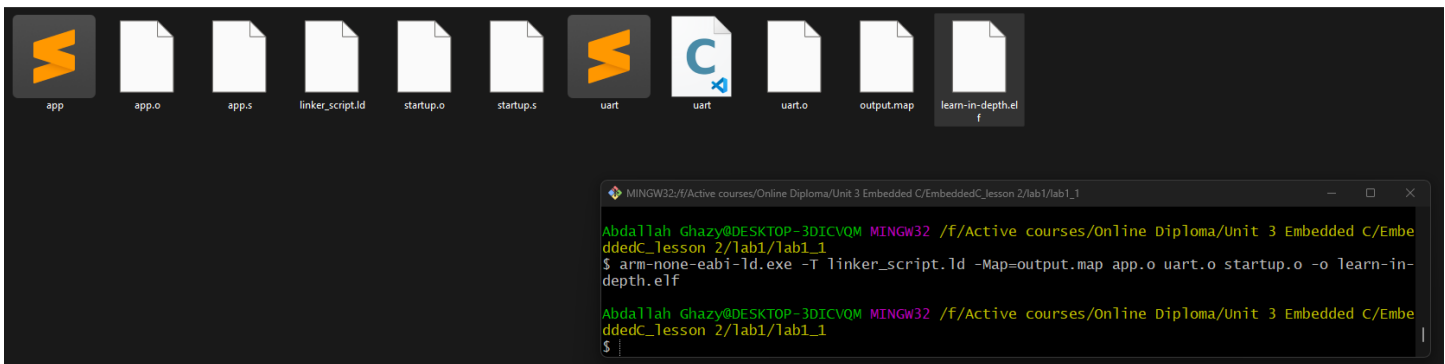 app
app.o
app.s
linker_script.ld
startup.o
startup.s
uart
C
uart
uart.o
output.map
learn-in-depth.el
f
MINGW32:/f/Active courses/Online Diploma/Unit 3 Embedded C/EmbeddedC_lesson 2/lab1/lab1_1
Abdallah Ghazy@DESKTOP-3DICVQM MINGW32 /f/Active courses/Online Diploma/Unit 3 Embedded C/Embe
ddedC_lesson 2/lab1/lab1_1
$ arm-none-eabi-ld.exe -T linker_script.ld -Map=output.map app.o uart.o startup.o -o learn-in-
depth.elf
Abdallah Ghazy@DESKTOP-3DICVQM MINGW32 /f/Active courses/Online Diploma/Unit 3 Embedded C/Embe
ddedC_lesson 2/lab1/lab1_1
$